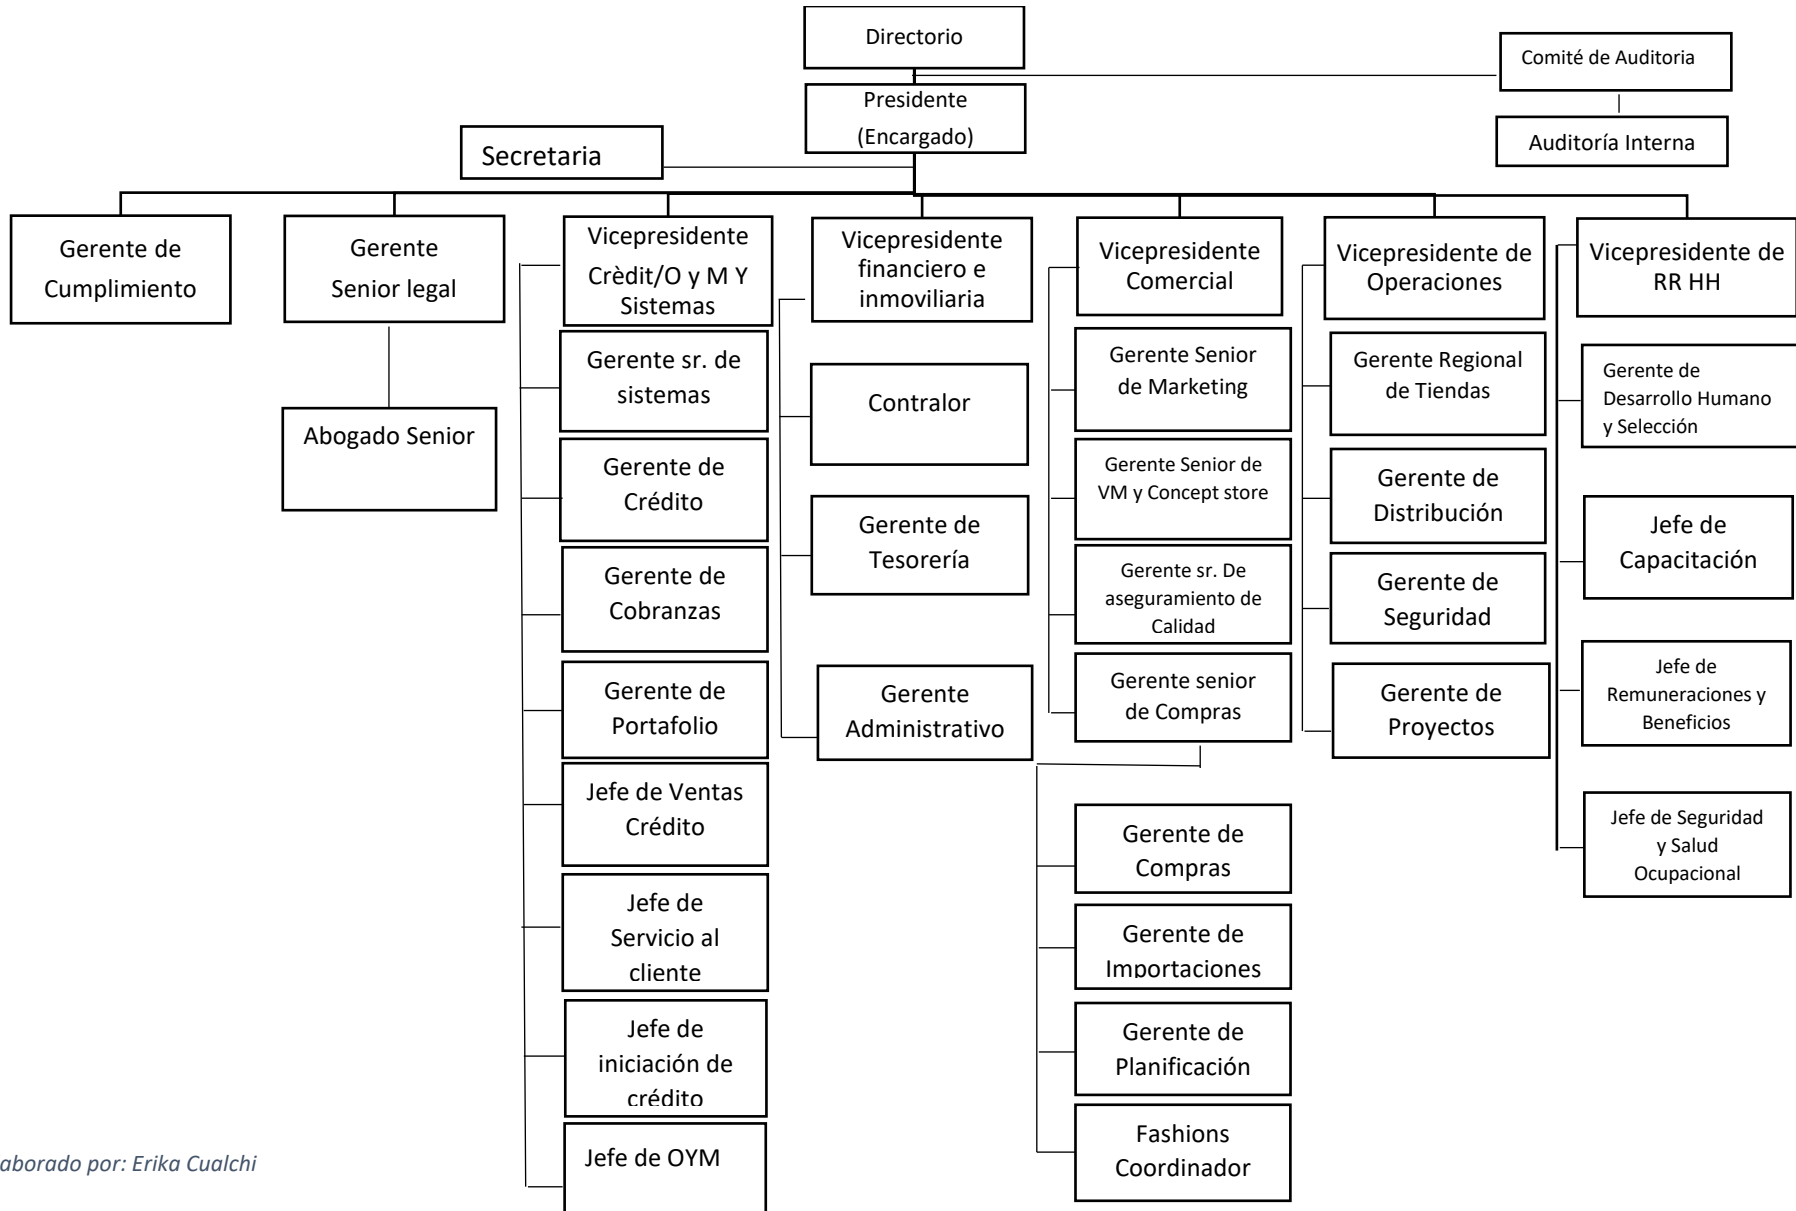 Directorio
Comité de Auditoria
Presidente
(Encargado)
Auditoría Interna
Secretaria
Gerente de
Cumplimiento
Gerente
Senior legal
Vicepresidente
Crèdit/O y M Y
Sistemas
Vicepresidente
financiero e
inmoviliaria
Vicepresidente
Comercial
Vicepresidente de
Operaciones
Vicepresidente de
RR HH
Abogado Senior
Gerente sr. de
sistemas
Gerente de
Crédito
Gerente de
Cobranzas
Gerente de
Portafolio
Jefe de Ventas
Crédito
Jefe de
Servicio al
cliente
Jefe de
iniciación de
crédito
Jefe de OYM
Contralor
Gerente de
Tesorería
Gerente
Administrativo
Gerente Senior
de Marketing
Gerente Senior de
VM y Concept store
Gerente sr. De
aseguramiento de
Calidad
Gerente senior
de Compras
Gerente de
Compras
Gerente de
Importaciones
Gerente de
Planificación
Fashions
Coordinador
Gerente Regional
de Tiendas
Gerente de
Distribución
Gerente de
Seguridad
Gerente de
Proyectos
Gerente de
Desarrollo Humano
y Selección
Jefe de
Capacitación
Jefe de
Remuneraciones y
Beneficios
Jefe de Seguridad
y Salud
Ocupacional
aborado por: Erika Cualchi